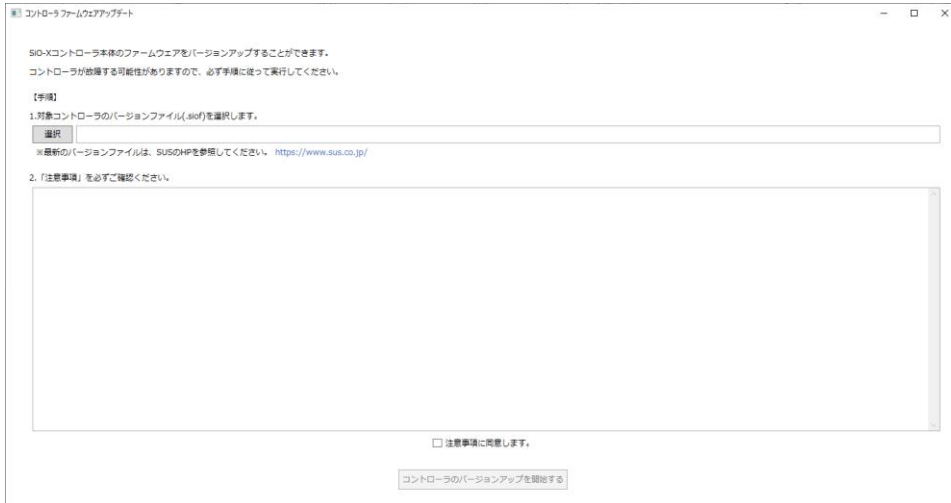 コントローラファームウェアアップデート
SiO-Xコントローラ本体のファームウェアをバージョンアップすることができます。
コントローラが故障する可能性がありますので、必ず手順に従って実行してください。
【手順】
1.対象コントローラのバージョンファイル(.siof)を選択します。
選択
※最新のバージョンファイルは、SUSのHPを参照してください。 https://www.sus.co.jp/
2.「注意事項」を必ずご確認ください。
注意事項に同意します。
コントローラのバージョンアップを開始する